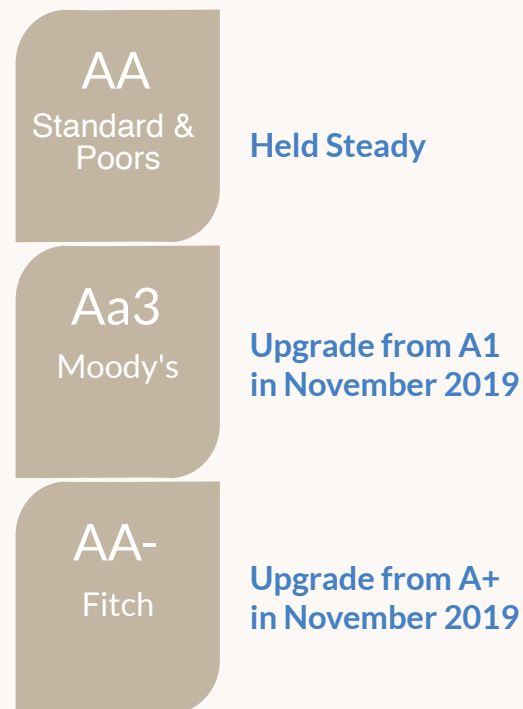 AA
Standard &
Poors
Held Steady
Aa3
Moody's
Upgrade from A1
in November 2019
AA-
Fitch
Upgrade from A+
in November 2019